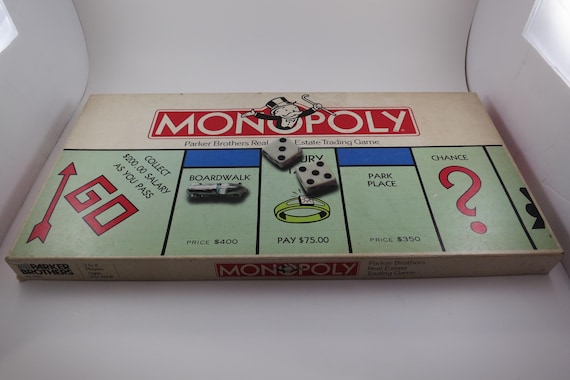 MONOPOLY
Parker Brothers Real Estate Trading Game
COLLECT
$200.00 SALARY
AS YOU PASS
GO
BOARDWALK
PRICE $400
PAY $75.00
PARK
PLACE
PRICE $350
CHANCE
?
PARKER
BROTHERS
MONOPOLY
Parker Brothers
Real Estate
Trading Game